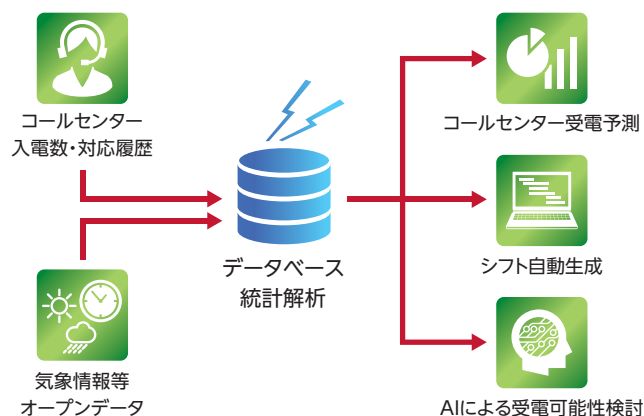 コールセンター
入電数・対応履歴
気象情報等
オープンデータ
データベース
統計解析
コールセンター受電予測
シフト自動生成
AIによる受電可能性検討